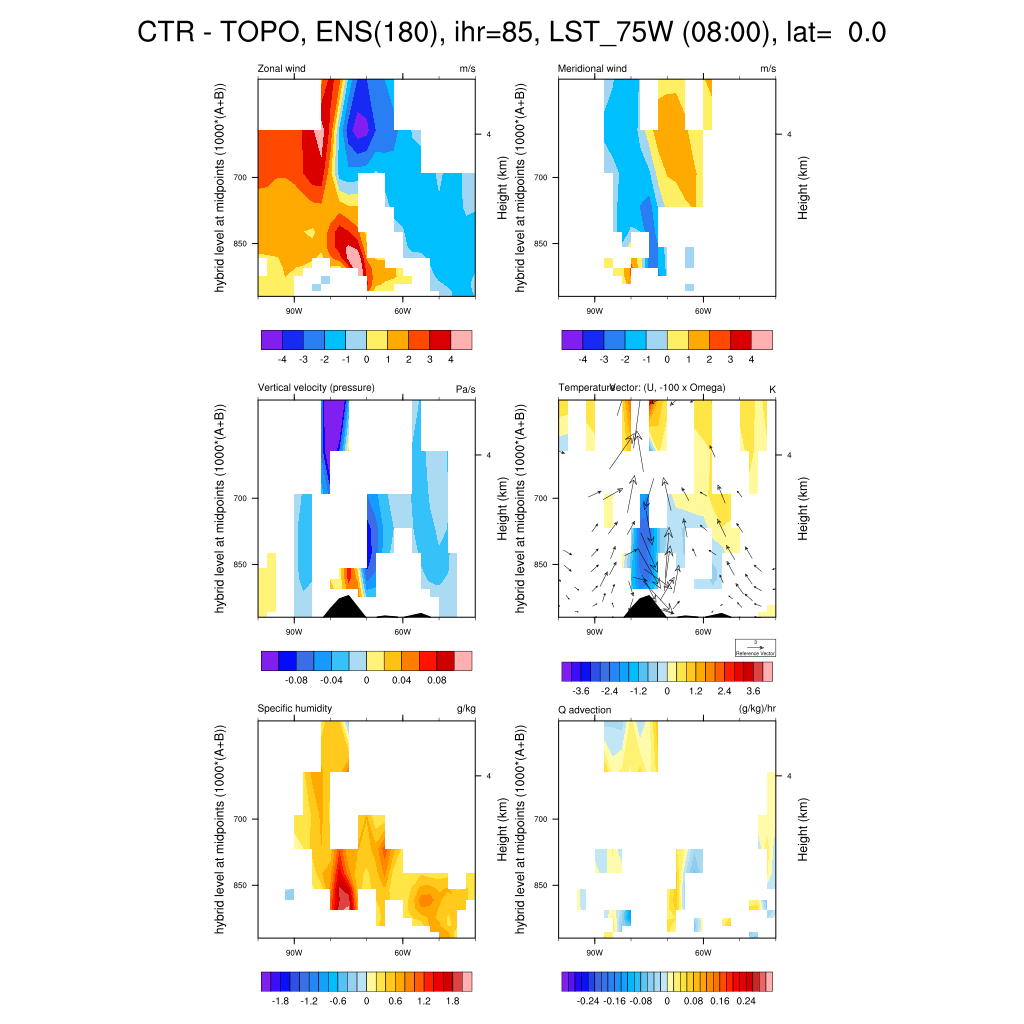 CTR - TOPO, ENS(180), ihr=85, LST_75W (08:00), lat= 0.0
Zonal wind m/s
hybrid level at midpoints (1000*(A+B))
700
850
4
Height (km)
90W 60W
-4 -3 -2 -1 0 1 2 3 4
Meridional wind m/s
hybrid level at midpoints (1000*(A+B))
700
850
4
Height (km)
90W 60W
-4 -3 -2 -1 0 1 2 3 4
Vertical velocity (pressure) Pa/s
hybrid level at midpoints (1000*(A+B))
700
850
4
Height (km)
90W 60W
-0.08 -0.04 0 0.04 0.08
Temperature Vector: (U, -100 x Omega) K
hybrid level at midpoints (1000*(A+B))
700
850
4
Height (km)
90W 60W
3
Reference Vector
-3.6 -2.4 -1.2 0 1.2 2.4 3.6
Specific humidity g/kg
hybrid level at midpoints (1000*(A+B))
700
850
4
Height (km)
90W 60W
-1.8 -1.2 -0.6 0 0.6 1.2 1.8
Q advection (g/kg)/hr
hybrid level at midpoints (1000*(A+B))
700
850
4
Height (km)
90W 60W
-0.24 -0.16 -0.08 0 0.08 0.16 0.24